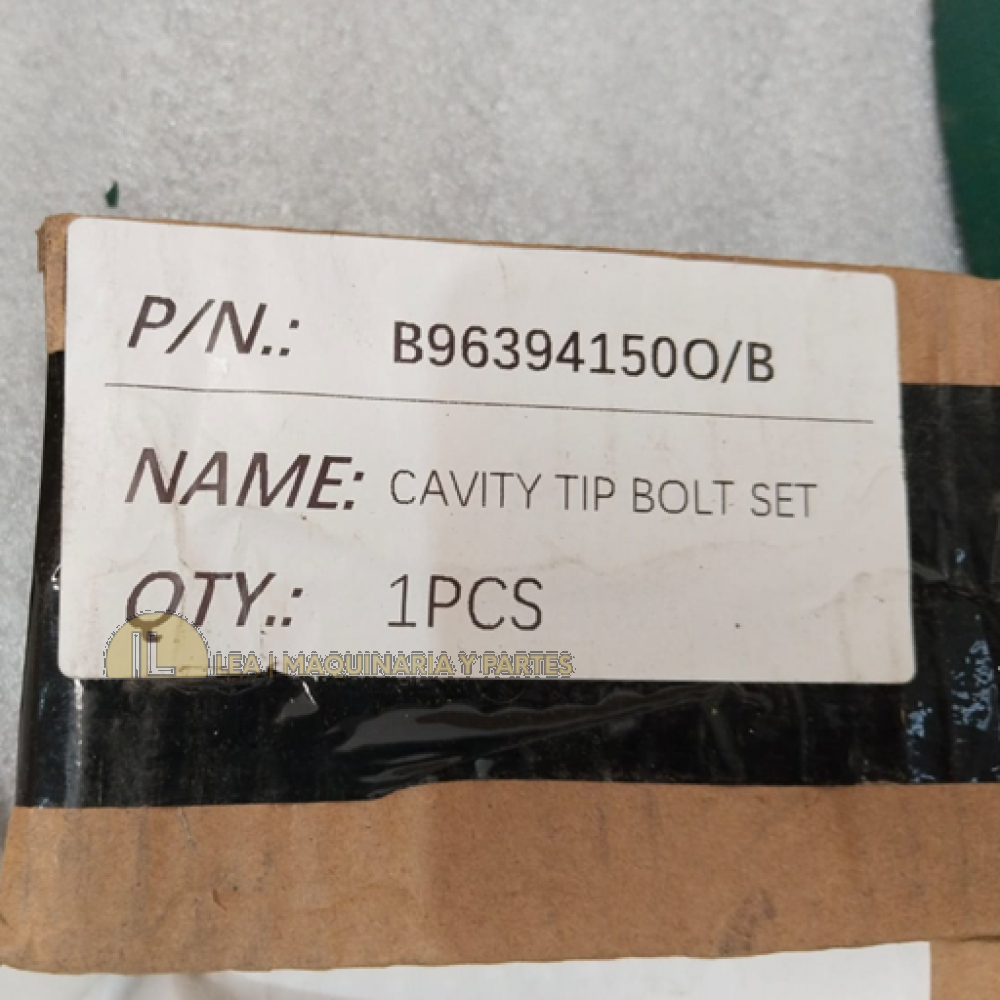 P/N.: B963941500/B
NAME: CAVITY TIP BOLT SET
QTY.: 1PCS
LEA | MAQUINARIA Y PARTES